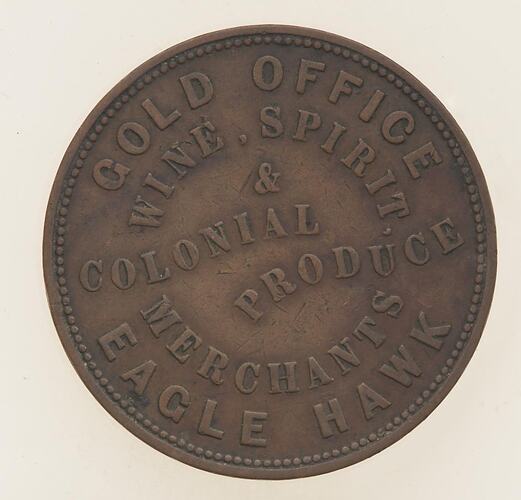 GOLD OFFICE
WINE, SPIRIT,
&
COLONIAL
PRODUCE
MERCHANTS
EAGLE HAWK